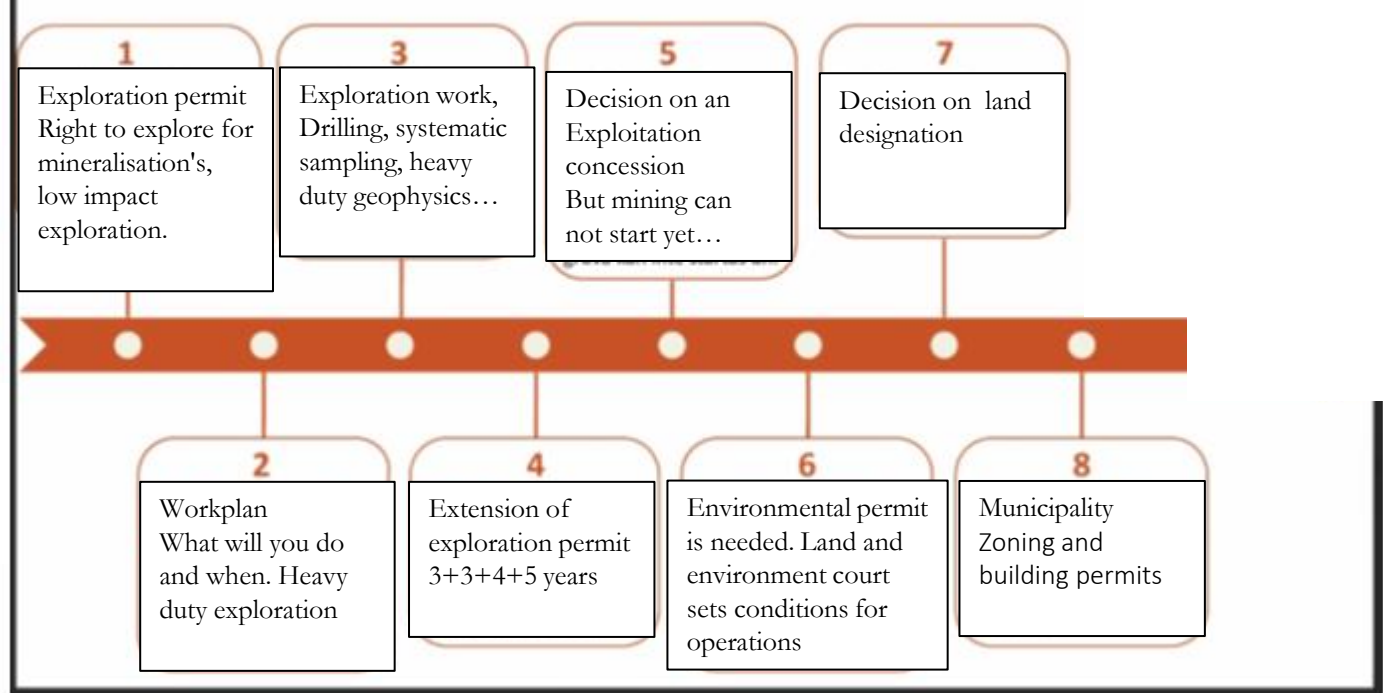 1
Exploration permit
Right to explore for
mineralisation's,
low impact
exploration.
3
Exploration work,
Drilling, systematic
sampling, heavy
duty geophysics…
5
Decision on an
Exploitation
concession
But mining can
not start yet…
7
Decision on land
designation
2
Workplan
What will you do
and when. Heavy
duty exploration
4
Extension of
exploration permit
3+3+4+5 years
6
Environmental permit
is needed. Land and
environment court
sets conditions for
operations
8
Municipality
Zoning and
building permits